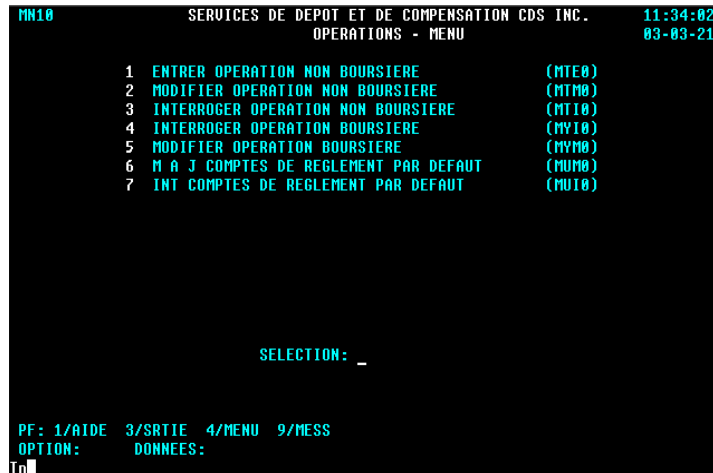 MN10 SERVICES DE DEPOT ET DE COMPENSATION CDS INC. 11:34:02
OPERATIONS - MENU 03-03-21
1 ENTRER OPERATION NON BOURSIERE (MTE0)
2 MODIFIER OPERATION NON BOURSIERE (MTM0)
3 INTERROGER OPERATION NON BOURSIERE (MTI0)
4 INTERROGER OPERATION BOURSIERE (MYI0)
5 MODIFIER OPERATION BOURSIERE (MYM0)
6 M A J COMPTES DE REGLEMENT PAR DEFAUT (MUM0)
7 INT COMPTES DE REGLEMENT PAR DEFAUT (MUI0)
SELECTION: _
PF: 1/AIDE 3/SRTIE 4/MENU 9/MESS
OPTION: DONNEES: